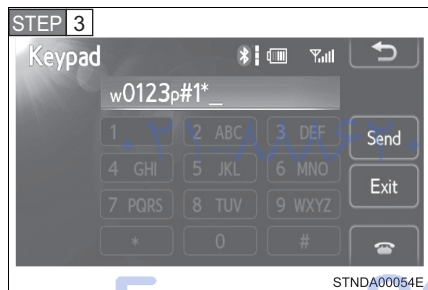 STEP 3
Keypad
w0123p#1*_
1 2 ABC 3 DEF Send
4 GHI 5 JKL 6 MNO
7 PQRS 8 TUV 9 WXYZ Exit
* 0 #
STNDA00054E